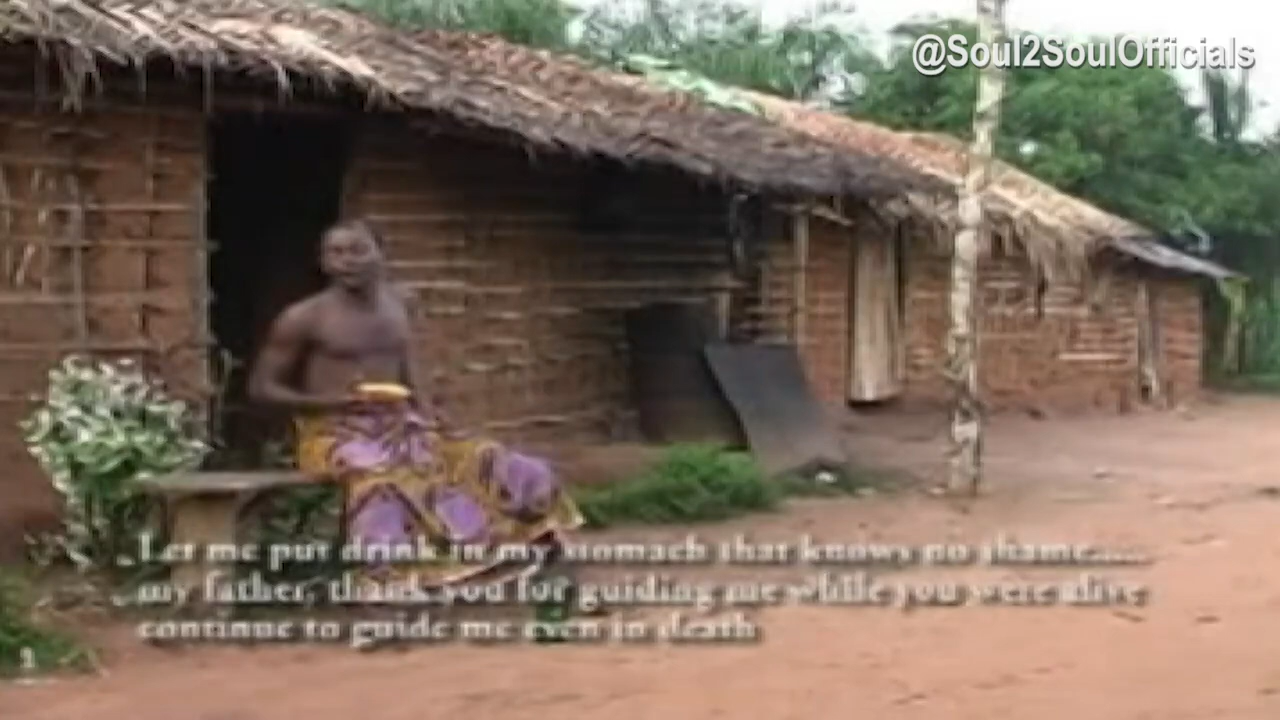 @Soul2SoulOfficials
Let me put drink in my stomach that knows no shame.....
my father, thank you for guiding me while you were alive
continue to guide me even in death